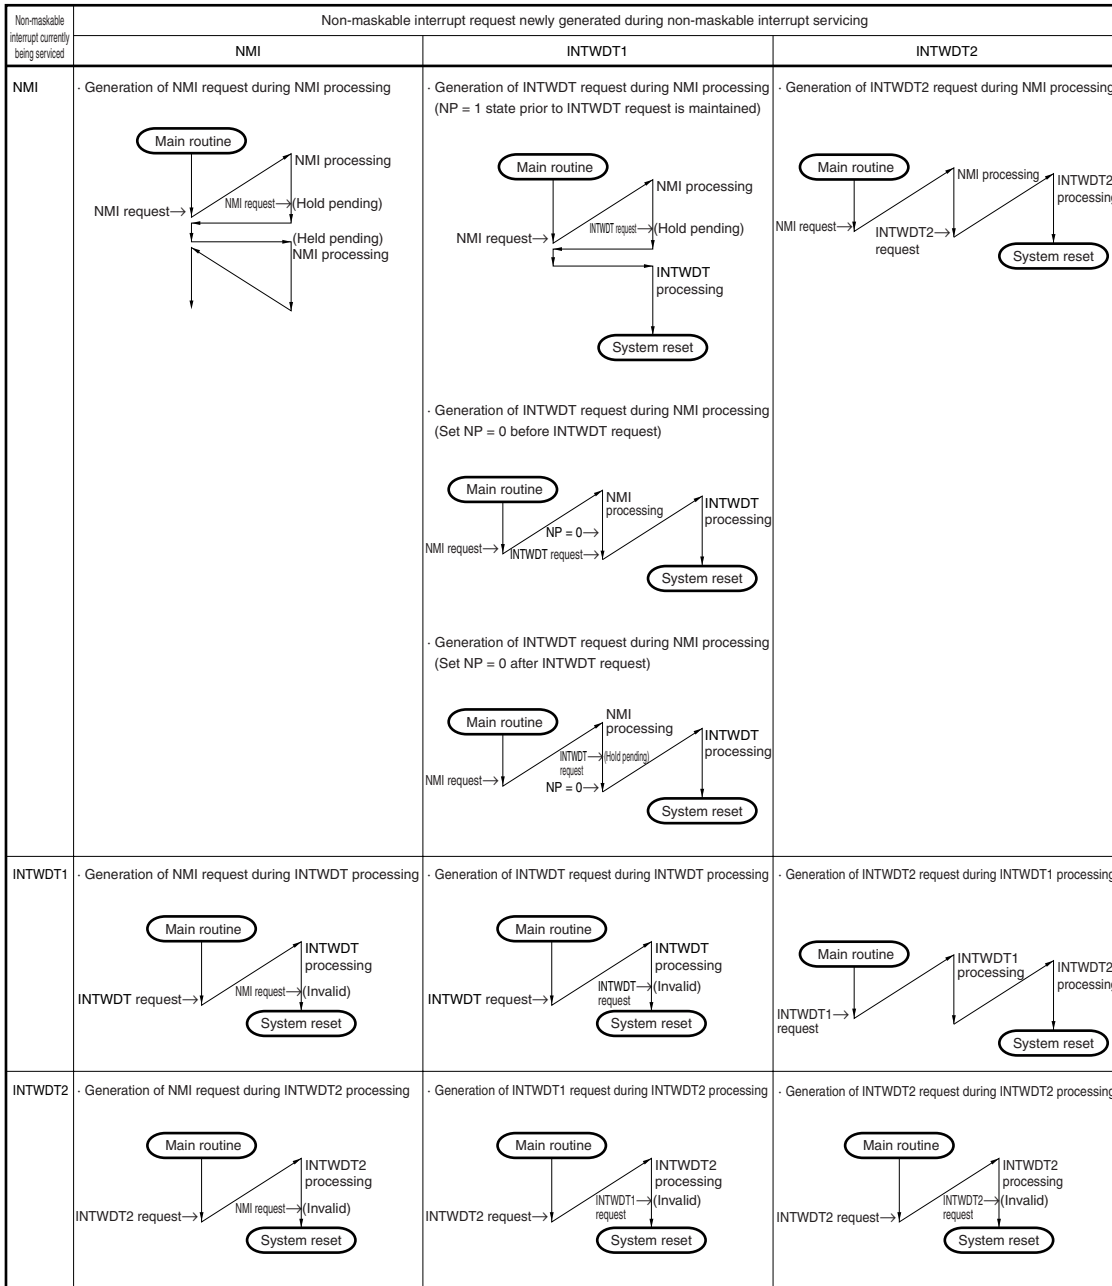 Non-maskable
interrupt currently
being serviced
Non-maskable interrupt request newly generated during non-maskable interrupt servicing
NMI
INTWDT1
INTWDT2
NMI
· Generation of NMI request during NMI processing
Main routine
NMI processing
NMI request→
NMI request→(Hold pending)
(Held pending)
NMI processing
· Generation of INTWDT request during NMI processing
(NP = 1 state prior to INTWDT request is maintained)
Main routine
NMI processing
NMI request→
INTWDT request→(Hold pending)
INTWDT
processing
System reset
· Generation of INTWDT request during NMI processing
(Set NP = 0 before INTWDT request)
Main routine
NMI
processing
INTWDT
processing
NP = 0→
NMI request→
INTWDT request→
System reset
· Generation of INTWDT request during NMI processing
(Set NP = 0 after INTWDT request)
Main routine
NMI
processing
INTWDT
processing
INTWDT→(Hold pending)
request
NMI request→
NP = 0→
System reset
· Generation of INTWDT2 request during NMI processing
Main routine
NMI processing
INTWDT2
processing
NMI request→
INTWDT2→
request
System reset
INTWDT1
· Generation of NMI request during INTWDT processing
Main routine
INTWDT
processing
INTWDT request→
NMI request→(Invalid)
System reset
· Generation of INTWDT request during INTWDT processing
Main routine
INTWDT
processing
INTWDT request→
INTWDT→(Invalid)
request
System reset
· Generation of INTWDT2 request during INTWDT1 processing
Main routine
INTWDT1
processing
INTWDT2
processing
INTWDT1→
request
System reset
INTWDT2
· Generation of NMI request during INTWDT2 processing
Main routine
INTWDT2
processing
INTWDT2 request→
NMI request→(Invalid)
System reset
· Generation of INTWDT1 request during INTWDT2 processing
Main routine
INTWDT2
processing
INTWDT2 request→
INTWDT1→(Invalid)
request
System reset
· Generation of INTWDT2 request during INTWDT2 processing
Main routine
INTWDT2
processing
INTWDT2 request→
INTWDT2→(Invalid)
request
System reset